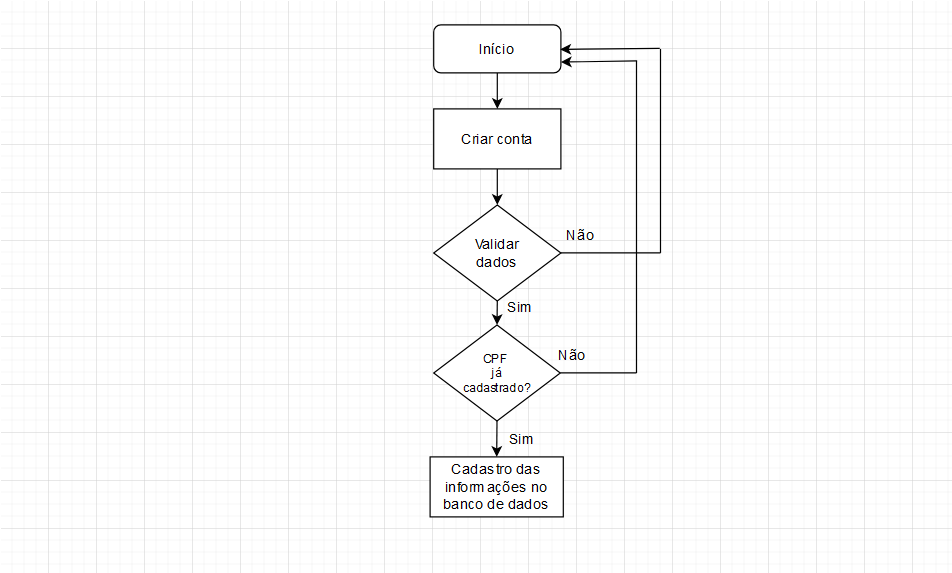 Início
Criar conta
Validar
dados
Não
Sim
CPF
já
cadastrado?
Não
Sim
Cadastro das
informações no
banco de dados